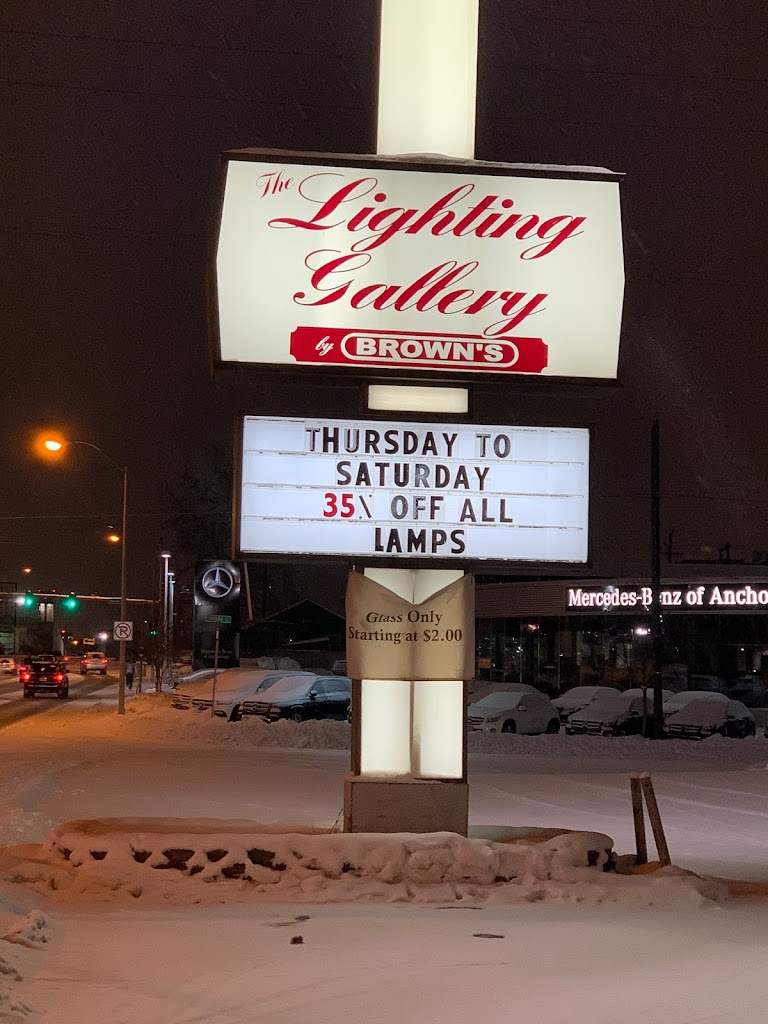 The Lighting
Gallery
by BROWN'S
THURSDAY TO
SATURDAY
35% OFF ALL
LAMPS
Glass Only
Starting at $2.00
Mercedes-Benz of Ancho